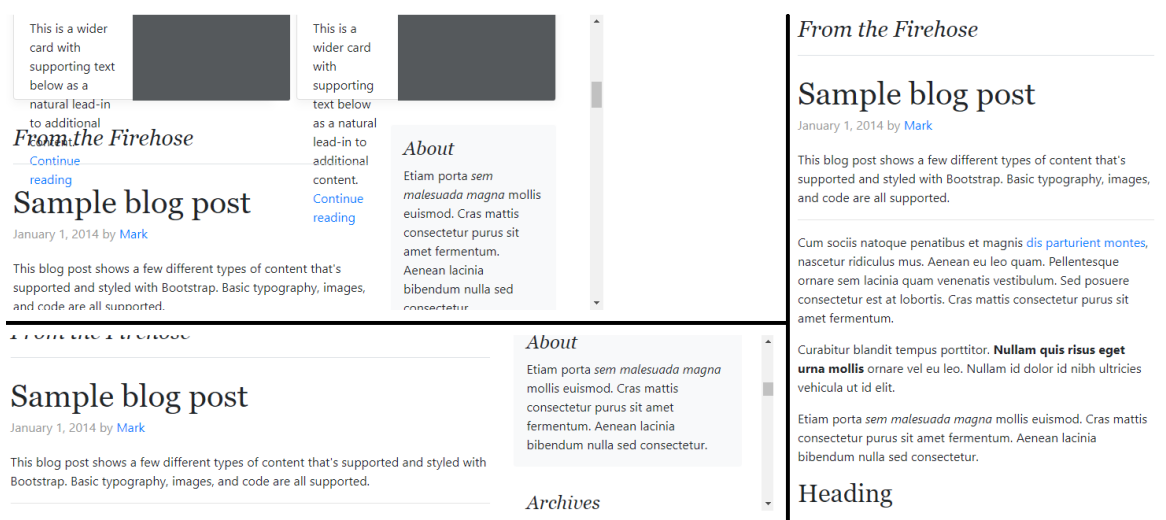 This is a wider
card with
supporting text
below as a
natural lead-in
to additional
content.
Continue
reading
This is a
wider card
with
supporting
text below
as a natural
lead-in to
additional
content.
Continue
reading
From the Firehose
Sample blog post
January 1, 2014 by Mark
This blog post shows a few different types of content that's
supported and styled with Bootstrap. Basic typography, images,
and code are all supported.
About
Etiam porta sem
malesuada magna mollis
euismod. Cras mattis
consectetur purus sit
amet fermentum.
Aenean lacinia
bibendum nulla sed
consectetur.
From the Firehose
Sample blog post
January 1, 2014 by Mark
This blog post shows a few different types of content that's supported and styled with
Bootstrap. Basic typography, images, and code are all supported.
About
Etiam porta sem malesuada magna
mollis euismod. Cras mattis
consectetur purus sit amet
fermentum. Aenean lacinia
bibendum nulla sed consectetur.
Archives
From the Firehose
Sample blog post
January 1, 2014 by Mark
This blog post shows a few different types of content that's
supported and styled with Bootstrap. Basic typography, images,
and code are all supported.
Cum sociis natoque penatibus et magnis dis parturient montes,
nascetur ridiculus mus. Aenean eu leo quam. Pellentesque
ornare sem lacinia quam venenatis vestibulum. Sed posuere
consectetur est at lobortis. Cras mattis consectetur purus sit
amet fermentum.
Curabitur blandit tempus porttitor. Nullam quis risus eget
urna mollis ornare vel eu leo. Nullam id dolor id nibh ultricies
vehicula ut id elit.
Etiam porta sem malesuada magna mollis euismod. Cras mattis
consectetur purus sit amet fermentum. Aenean lacinia
bibendum nulla sed consectetur.
Heading